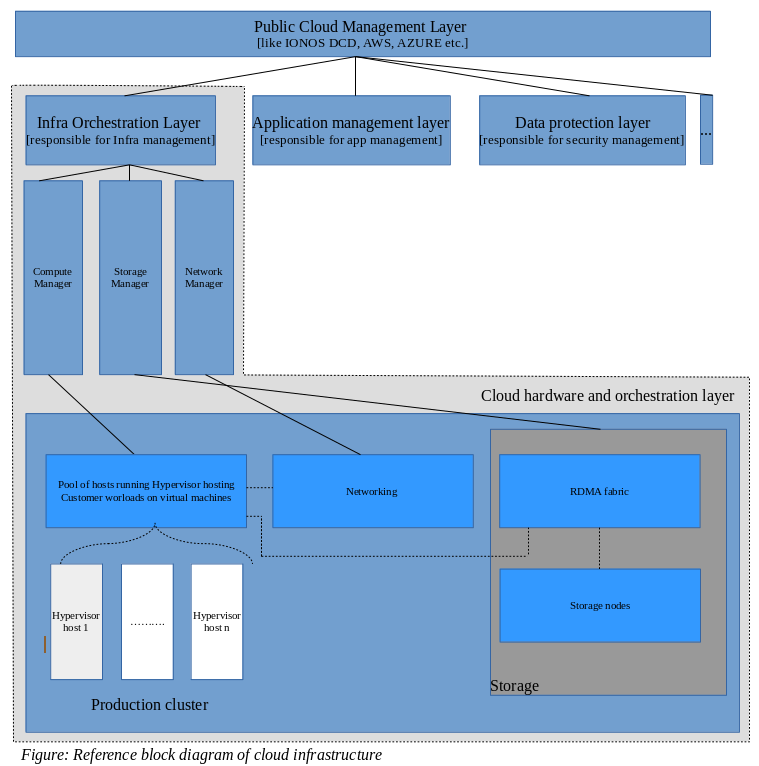 Public Cloud Management Layer
[like IONOS DCD, AWS, AZURE etc.]
Infra Orchestration Layer
[responsible for Infra management]
Application management layer
[responsible for app management]
Data protection layer
[responsible for security management]
...
Compute
Manager
Storage
Manager
Network
Manager
Cloud hardware and orchestration layer
Pool of hosts running Hypervisor hosting
Customer worloads on virtual machines
Networking
RDMA fabric
Storage nodes
Hypervisor
host 1
..........
Hypervisor
host n
Storage
Production cluster
Figure: Reference block diagram of cloud infrastructure